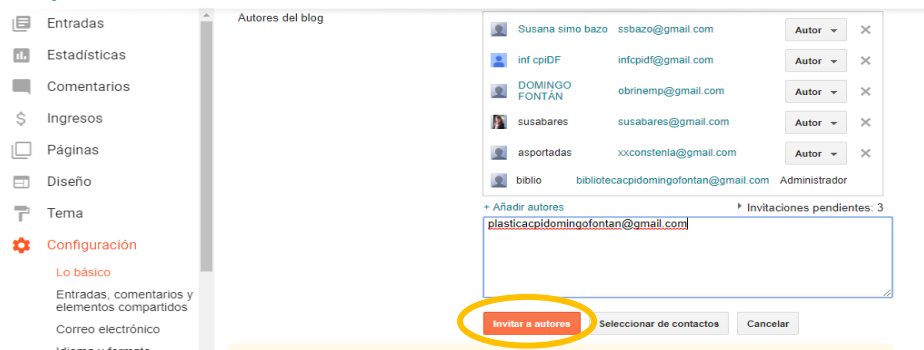 Entradas
Estadísticas
Comentarios
Ingresos
Páginas
Diseño
Tema
Configuración
Lo básico
Entradas, comentarios y
elementos compartidos
Correo electrónico
Idioma y formato
Autores del blog
Susana simo bazo ssbazo@gmail.com Autor
inf cpiDF infcpidf@gmail.com Autor
DOMINGO
FONTÁN obrinemp@gmail.com Autor
susabares susabares@gmail.com Autor
asportadas xxconstenla@gmail.com Autor
biblio bibliotecacpidomingofontan@gmail.com Administrador
+ Añadir autores Invitaciones pendientes: 3
plasticacpidomingofontan@gmail.com
Invitar a autores Seleccionar de contactos Cancelar